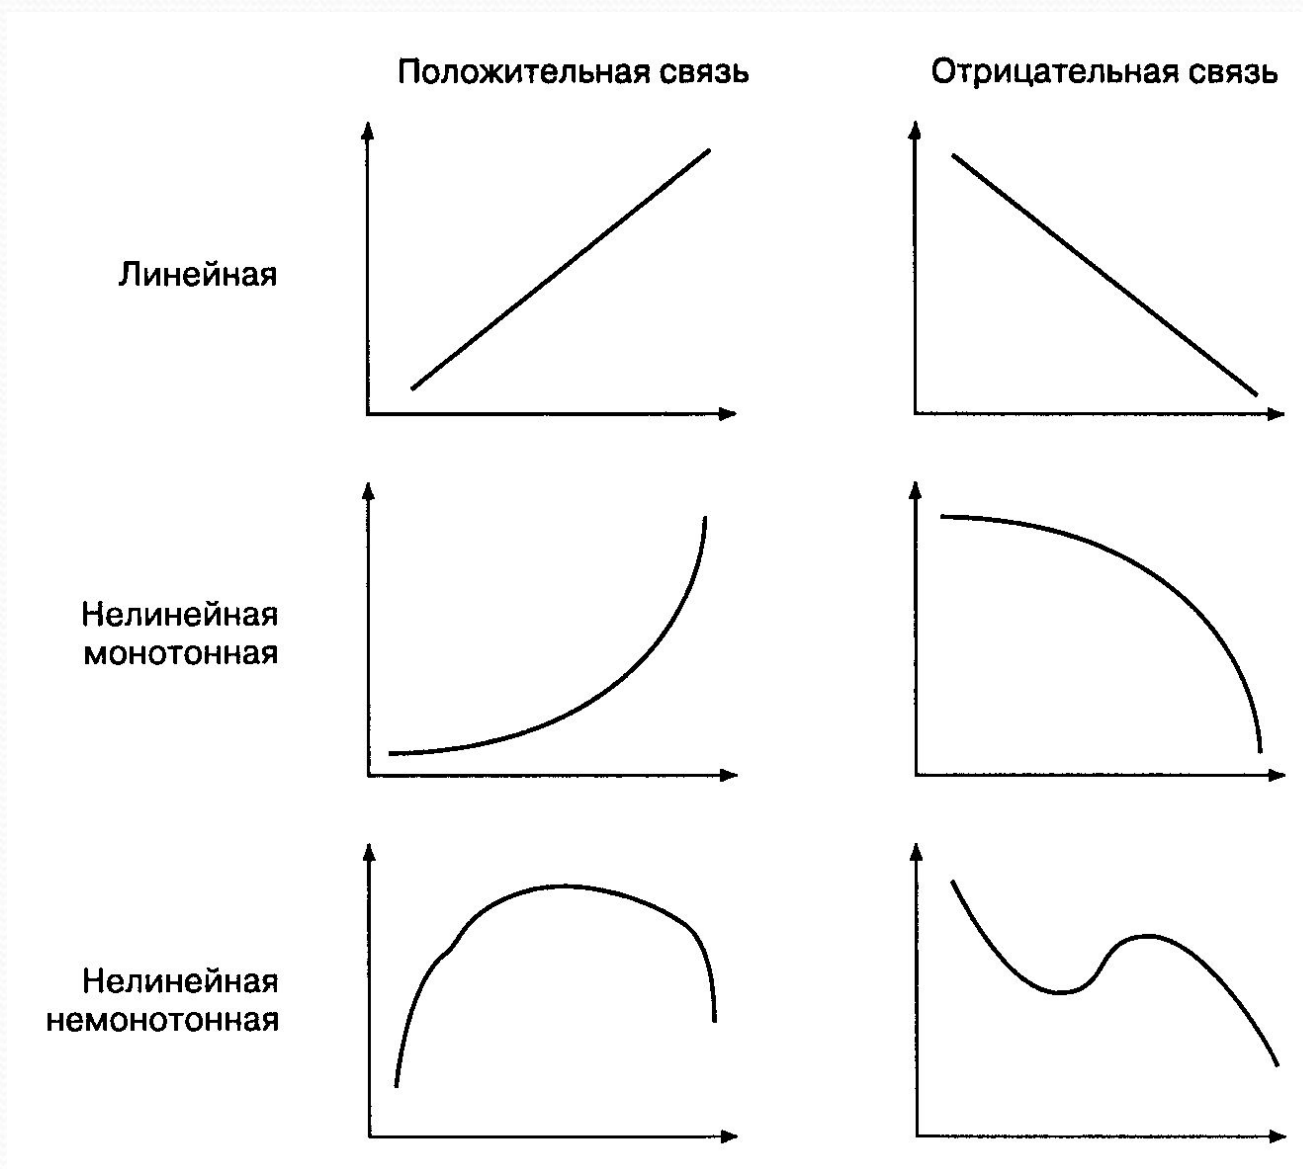 Положительная связь
Отрицательная связь
Линейная
Нелинейная
монотонная
Нелинейная
немонотонная